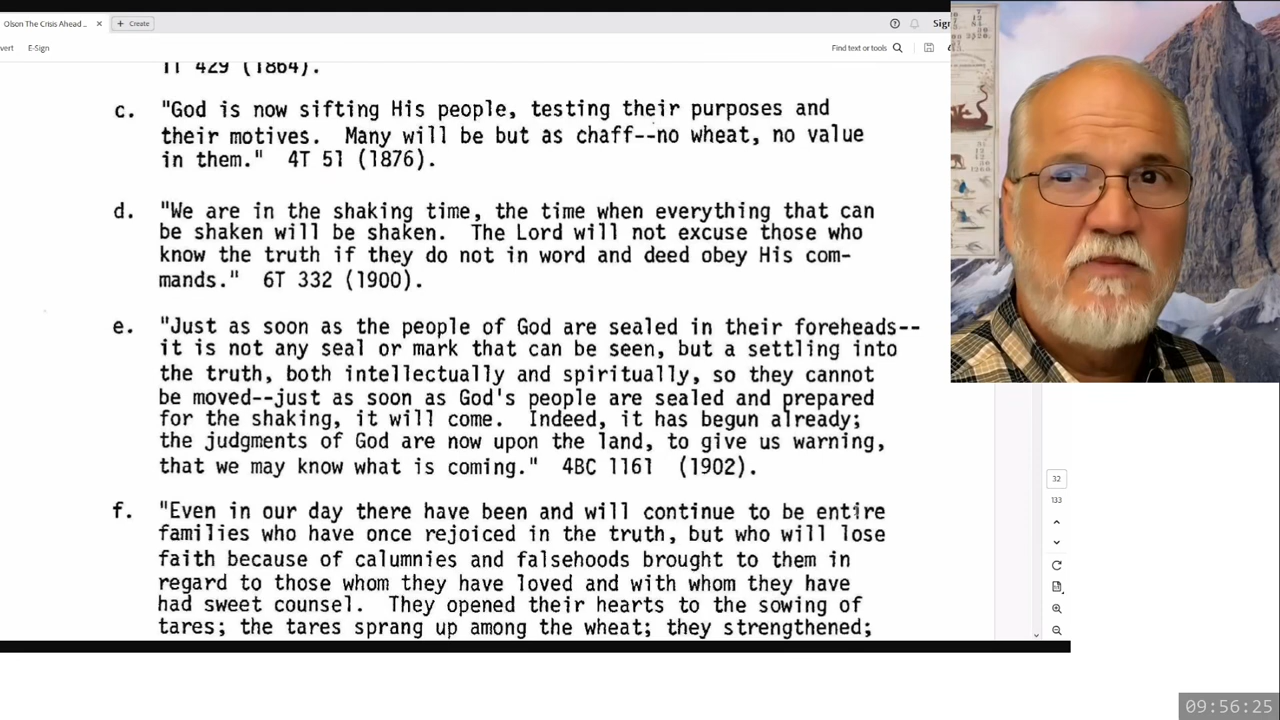 Olson The Crisis Ahead ..
Create
Sign
vert
E-Sign
Find text or tools
1T 429 (1864).
c. "God is now sifting His people, testing their purposes and
their motives. Many will be but as chaff--no wheat, no value
in them." 4T 51 (1876).
d. "We are in the shaking time, the time when everything that can
be shaken will be shaken. The Lord will not excuse those who
know the truth if they do not in word and deed obey His com-
mands." 6T 332 (1900).
e. "Just as soon as the people of God are sealed in their foreheads--
it is not any seal or mark that can be seen, but a settling into
the truth, both intellectually and spiritually, so they cannot
be moved--just as soon as God's people are sealed and prepared
for the shaking, it will come. Indeed, it has begun already;
the judgments of God are now upon the land, to give us warning,
that we may know what is coming." 4BC 1161 (1902).
f. "Even in our day there have been and will continue to be entire
families who have once rejoiced in the truth, but who will lose
faith because of calumnies and falsehoods brought to them in
regard to those whom they have loved and with whom they have
had sweet counsel. They opened their hearts to the sowing of
tares; the tares sprang up among the wheat; they strengthened;
32
133
09:56:25